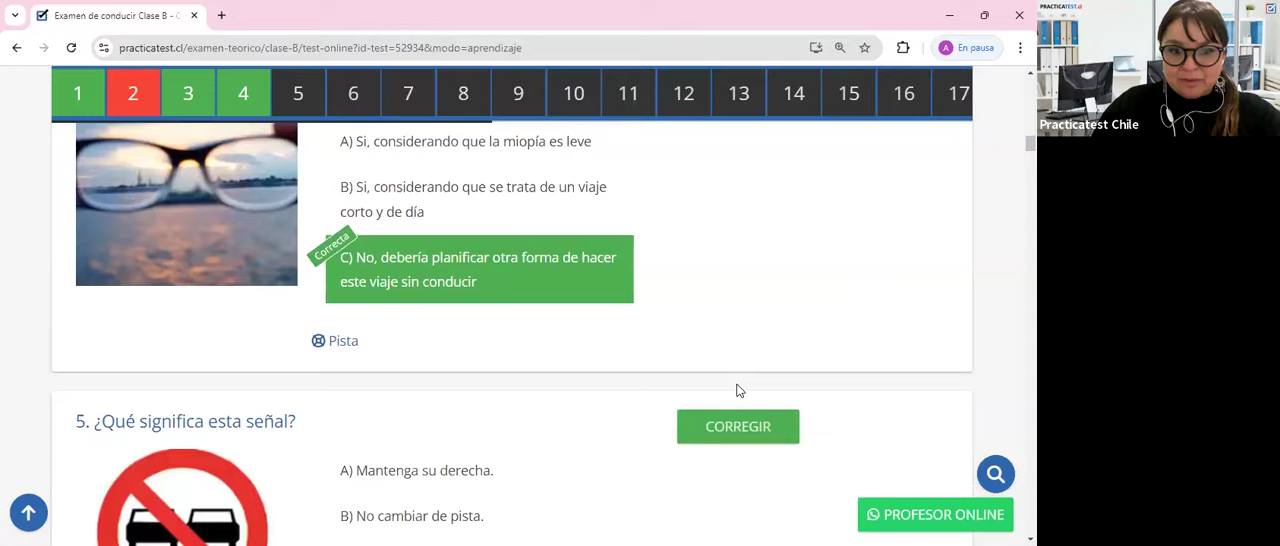 Examen de conducir Clase B - C
practicatest.cl/examen-teorico/clase-B/test-online?id-test=52934&modo=aprendizaje
A
En pausa
1 2 3 4 5 6 7 8 9 10 11 12 13 14 15 16 17
A) Si, considerando que la miopía es leve
B) Si, considerando que se trata de un viaje
corto y de día
Correcta
C) No, debería planificar otra forma de hacer
este viaje sin conducir
Pista
5. ¿Qué significa esta señal?
CORREGIR
A) Mantenga su derecha.
B) No cambiar de pista.
PROFESOR ONLINE
PRACTICATEST.cl
Practicatest Chile